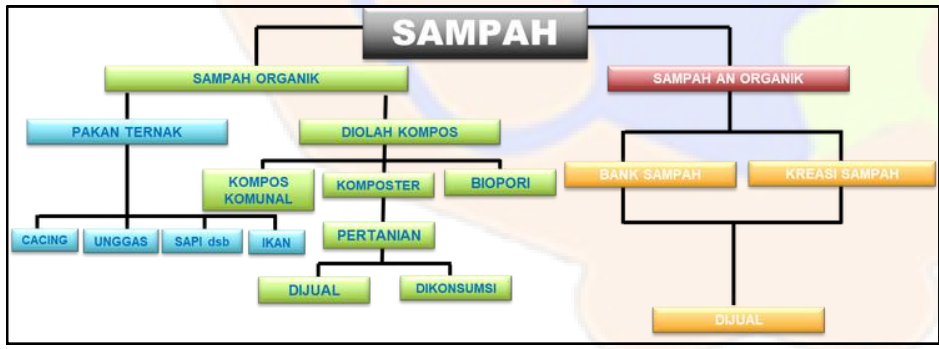 SAMPAH
SAMPAH ORGANIK
SAMPAH AN ORGANIK
PAKAN TERNAK
DIOLAH KOMPOS
BANK SAMPAH
KREASI SAMPAH
KOMPOS
KOMUNAL
KOMPOSTER
BIOPORI
CACING
UNGGAS
SAPI dsb
IKAN
PERTANIAN
DIJUAL
DIKONSUMSI
DIJUAL